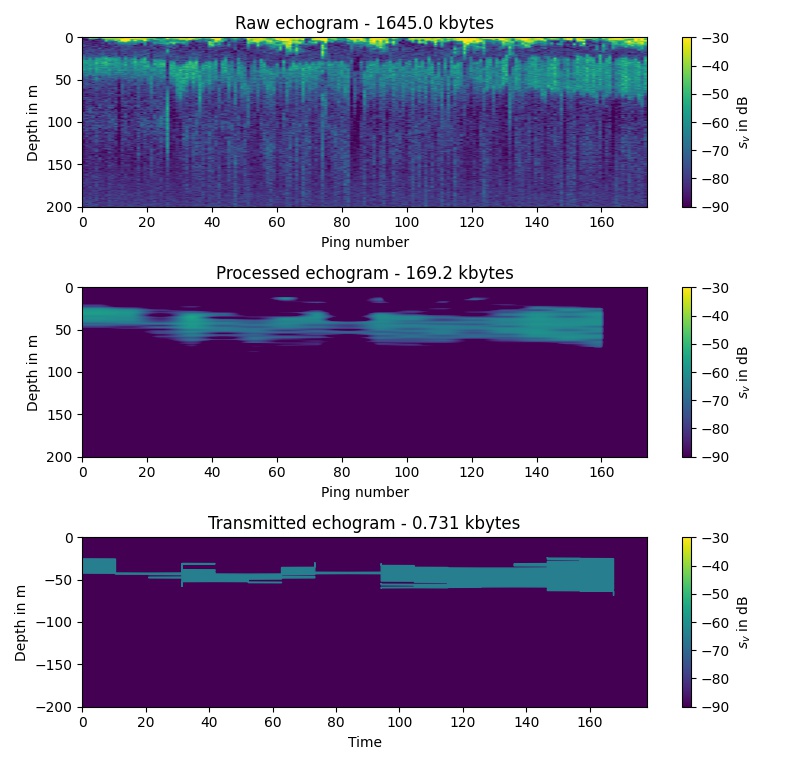 Raw echogram - 1645.0 kbytes
0
50
100
150
200
Depth in m
0 20 40 60 80 100 120 140 160
Ping number
−30
−40
−50
−60
−70
−80
−90
sᵥ in dB
Processed echogram - 169.2 kbytes
0
50
100
150
200
Depth in m
0 20 40 60 80 100 120 140 160
Ping number
−30
−40
−50
−60
−70
−80
−90
sᵥ in dB
Transmitted echogram - 0.731 kbytes
0
−50
−100
−150
−200
Depth in m
0 20 40 60 80 100 120 140 160
Time
−30
−40
−50
−60
−70
−80
−90
sᵥ in dB